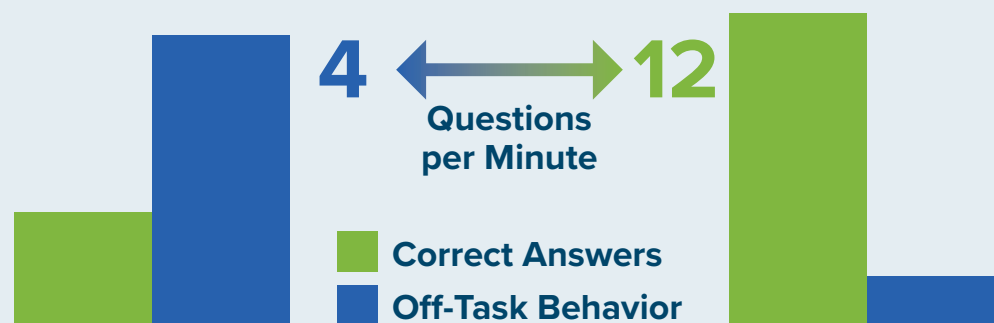 4
12
Questions
per Minute
Correct Answers
Off-Task Behavior